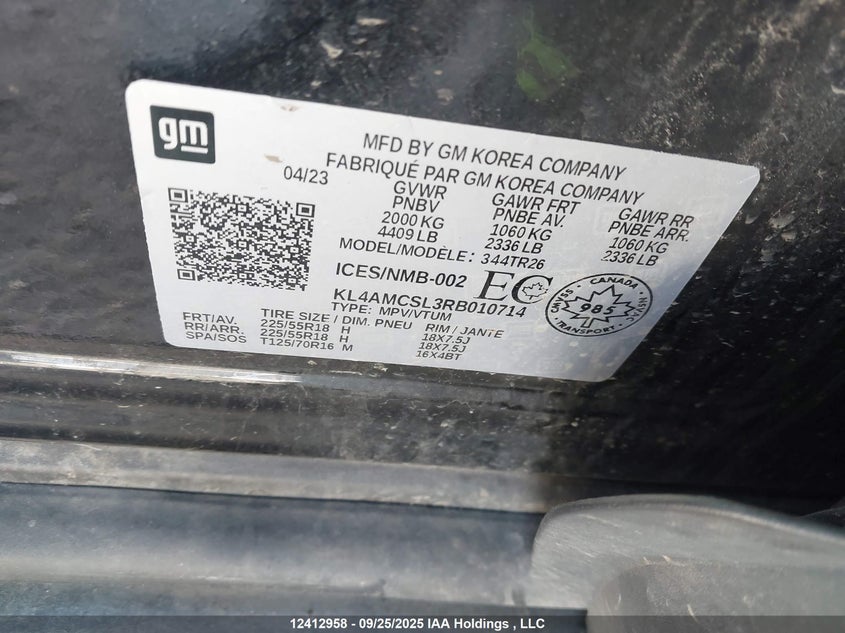 gm
MFD BY GM KOREA COMPANY
FABRIQUÉ PAR GM KOREA COMPANY
04/23
GVWR GAWR FRT GAWR RR
PNBV PNBE AV. PNBE ARR.
2000 KG 1060 KG 1060 KG
4409 LB 2336 LB 2336 LB
MODEL/MODÈLE: 344TR26
ICES/NMB-002 EC
CANADA
CMVSS NSVAC
985
TRANSPORT
KL4AMCSL3RB010714
TYPE: MPV/VTUM
TIRE SIZE / DIM. PNEU RIM / JANTE
FRT/AV. 225/55R18 H 18X7.5J
RR/ARR. 225/55R18 H 18X7.5J
SPA/SOS T125/70R16 M 16X4BT
12412958 - 09/25/2025 IAA Holdings , LLC